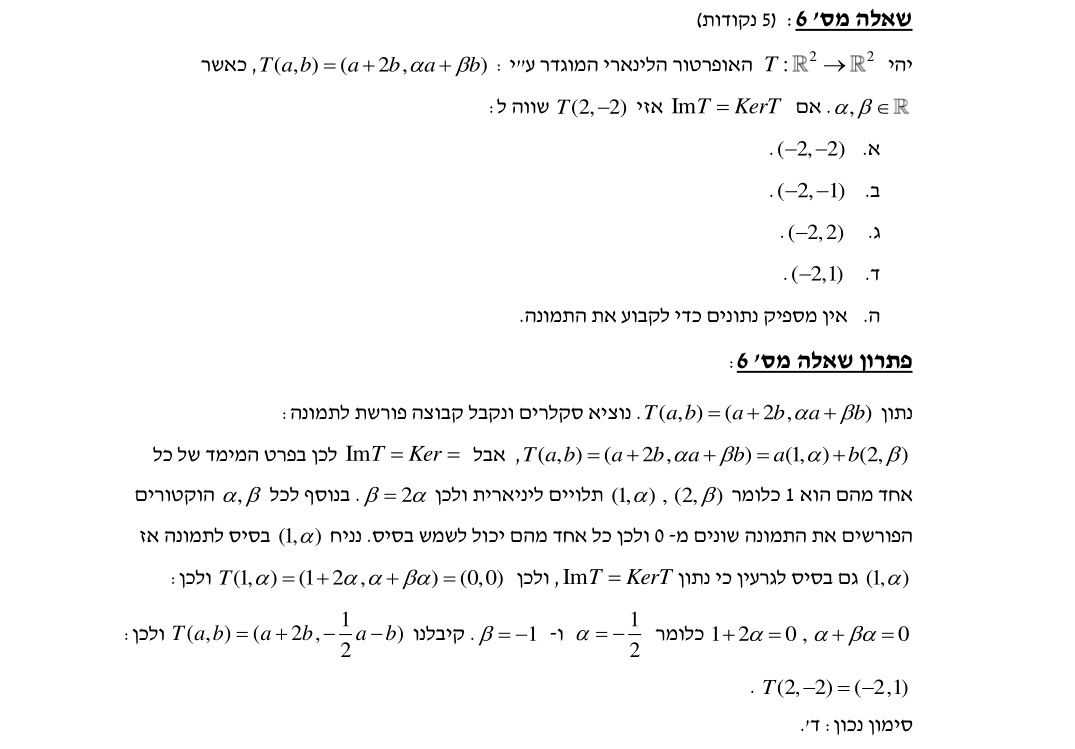 שאלה מס' 6 : (5 נקודות)
יהי T : ℝ² → ℝ² האופרטור הלינארי המוגדר ע"י : T(a,b) = (a+2b, αa+βb), כאשר
α, β ∈ ℝ. אם ImT = KerT אזי T(2,−2) שווה ל:
א. (−2,−2).
ב. (−2,−1).
ג. (−2,2).
ד. (−2,1).
ה. אין מספיק נתונים כדי לקבוע את התמונה.
פתרון שאלה מס' 6 :
נתון T(a,b) = (a+2b, αa+βb). נוציא סקלרים ונקבל קבוצה פורשת לתמונה:
T(a,b) = (a+2b, αa+βb) = a(1,α)+b(2,β), אבל ImT = Ker = לכן בפרט המימד של כל
אחד מהם הוא 1 כלומר (2,β) , (1,α) תלויים ליניארית ולכן β = 2α. בנוסף לכל α, β הוקטורים
הפורשים את התמונה שונים מ- 0 ולכן כל אחד מהם יכול לשמש בסיס. נניח (1,α) בסיס לתמונה אז
(1,α) גם בסיס לגרעין כי נתון ImT = KerT, ולכן T(1,α) = (1+2α, α+βα) = (0,0) ולכן:
1+2α = 0 , α+βα = 0 כלומר α = −1/2 ו- β = −1. קיבלנו T(a,b) = (a+2b, −1/2a−b) ולכן:
T(2,−2) = (−2,1) .
סימון נכון: ד'.